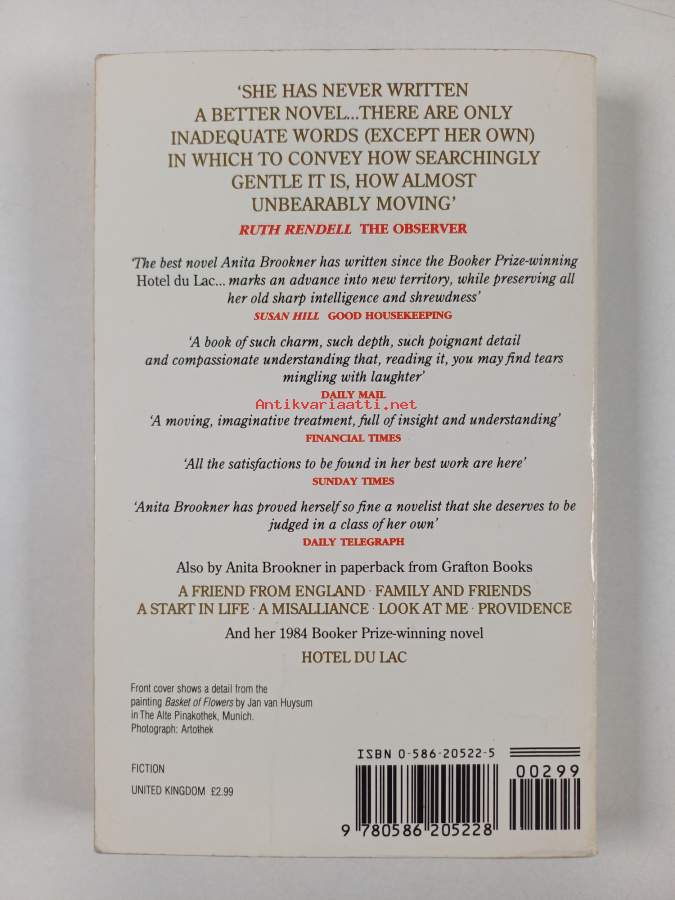 ‘SHE HAS NEVER WRITTEN
A BETTER NOVEL...THERE ARE ONLY
INADEQUATE WORDS (EXCEPT HER OWN)
IN WHICH TO CONVEY HOW SEARCHINGLY
GENTLE IT IS, HOW ALMOST
UNBEARABLY MOVING’
RUTH RENDELL THE OBSERVER
‘The best novel Anita Brookner has written since the Booker Prize-winning
Hotel du Lac... marks an advance into new territory, while preserving all
her old sharp intelligence and shrewdness’
SUSAN HILL GOOD HOUSEKEEPING
‘A book of such charm, such depth, such poignant detail
and compassionate understanding that, reading it, you may find tears
mingling with laughter’
DAILY MAIL
Antikvariaatti.net
‘A moving, imaginative treatment, full of insight and understanding’
FINANCIAL TIMES
‘All the satisfactions to be found in her best work are here’
SUNDAY TIMES
‘Anita Brookner has proved herself so fine a novelist that she deserves to be
judged in a class of her own’
DAILY TELEGRAPH
Also by Anita Brookner in paperback from Grafton Books
A FRIEND FROM ENGLAND · FAMILY AND FRIENDS
A START IN LIFE · A MISALLIANCE · LOOK AT ME · PROVIDENCE
And her 1984 Booker Prize-winning novel
HOTEL DU LAC
Front cover shows a detail from the
painting Basket of Flowers by Jan van Huysum
in The Alte Pinakothek, Munich.
Photograph: Artothek
FICTION
UNITED KINGDOM £2.99
ISBN 0-586-20522-5
00299
9 780586 205228